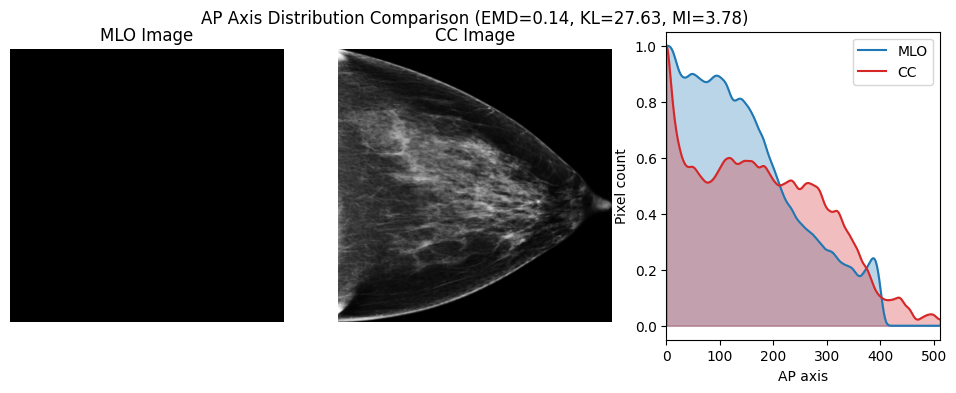 AP Axis Distribution Comparison (EMD=0.14, KL=27.63, MI=3.78)
MLO Image
CC Image
MLO
CC
1.0
0.8
0.6
0.4
0.2
0.0
Pixel count
0 100 200 300 400 500
AP axis